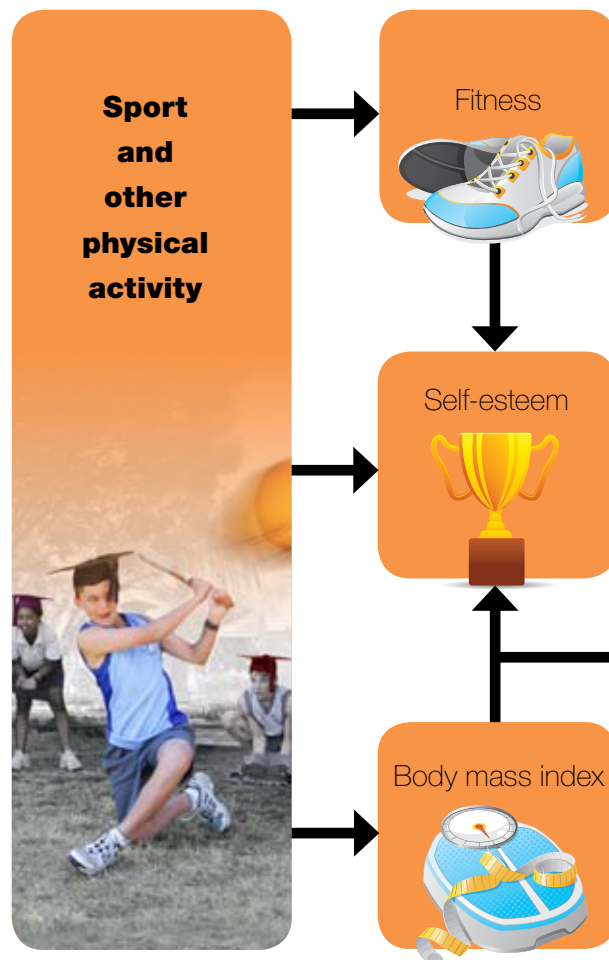 Sport
and
other
physical
activity
Fitness
Self-esteem
Body mass index